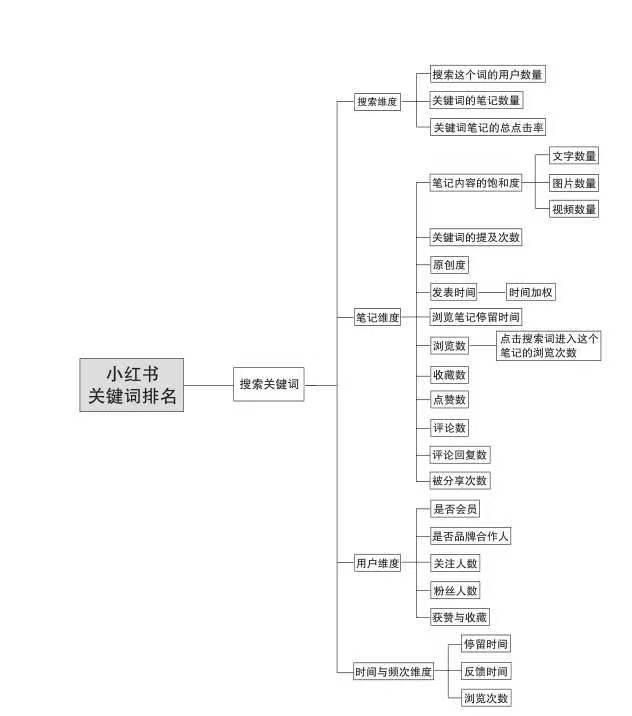 小红书
关键词排名
搜索关键词
搜索维度
搜索这个词的用户数量
关键词的笔记数量
关键词笔记的总点击率
笔记维度
笔记内容的饱和度
文字数量
图片数量
视频数量
关键词的提及次数
原创度
发表时间
时间加权
浏览笔记停留时间
浏览数
点击搜索词进入这个
笔记的浏览次数
收藏数
点赞数
评论数
评论回复数
被分享次数
用户维度
是否会员
是否品牌合作人
关注人数
粉丝人数
获赞与收藏
时间与频次维度
停留时间
反馈时间
浏览次数